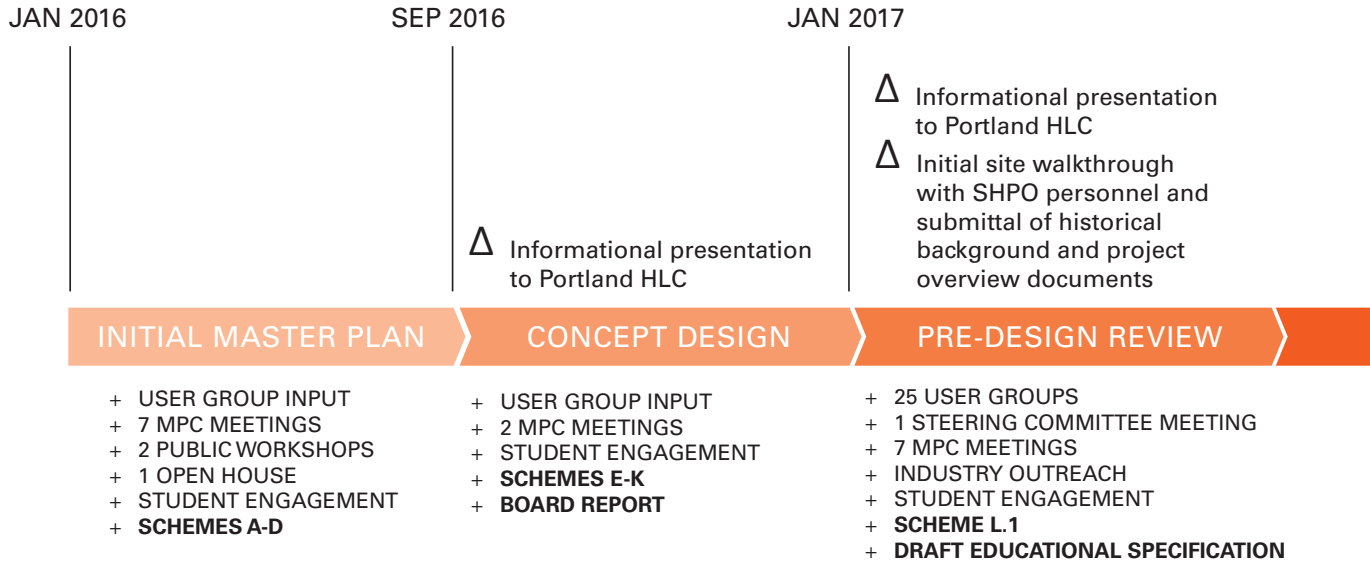 JAN 2016
SEP 2016
JAN 2017
Δ Informational presentation
to Portland HLC
Δ Initial site walkthrough
with SHPO personnel and
submittal of historical
background and project
overview documents
Δ Informational presentation
to Portland HLC
INITIAL MASTER PLAN
CONCEPT DESIGN
PRE-DESIGN REVIEW
+ USER GROUP INPUT
+ 7 MPC MEETINGS
+ 2 PUBLIC WORKSHOPS
+ 1 OPEN HOUSE
+ STUDENT ENGAGEMENT
+ SCHEMES A-D
+ USER GROUP INPUT
+ 2 MPC MEETINGS
+ STUDENT ENGAGEMENT
+ SCHEMES E-K
+ BOARD REPORT
+ 25 USER GROUPS
+ 1 STEERING COMMITTEE MEETING
+ 7 MPC MEETINGS
+ INDUSTRY OUTREACH
+ STUDENT ENGAGEMENT
+ SCHEME L.1
+ DRAFT EDUCATIONAL SPECIFICATION